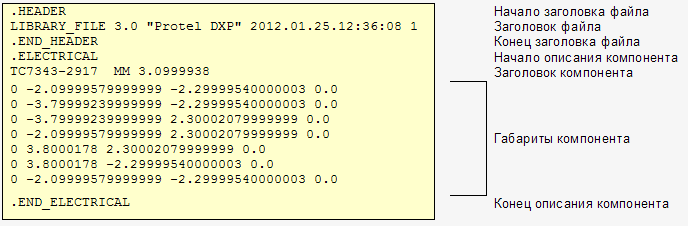 .HEADER Начало заголовка файла
LIBRARY_FILE 3.0 "Protel DXP" 2012.01.25.12:36:08 1 Заголовок файла
.END_HEADER Конец заголовка файла
.ELECTRICAL Начало описания компонента
TC7343-2917 MM 3.0999938 Заголовок компонента
0 -2.09999579999999 -2.29999540000003 0.0
0 -3.79999239999999 -2.29999540000003 0.0
0 -3.79999239999999 2.30002079999999 0.0
0 -2.09999579999999 2.30002079999999 0.0
Габариты компонента
0 3.8000178 2.30002079999999 0.0
0 3.8000178 -2.29999540000003 0.0
0 -2.09999579999999 -2.29999540000003 0.0
.END_ELECTRICAL Конец описания компонента